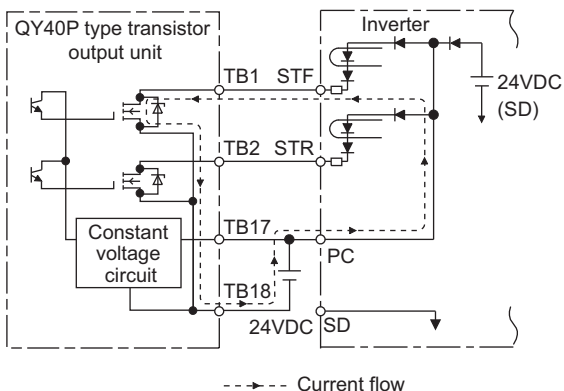 QY40P type transistor
output unit
Inverter
TB1 STF
24VDC
(SD)
TB2 STR
Constant
voltage
circuit
TB17
PC
TB18
24VDC SD
Current flow